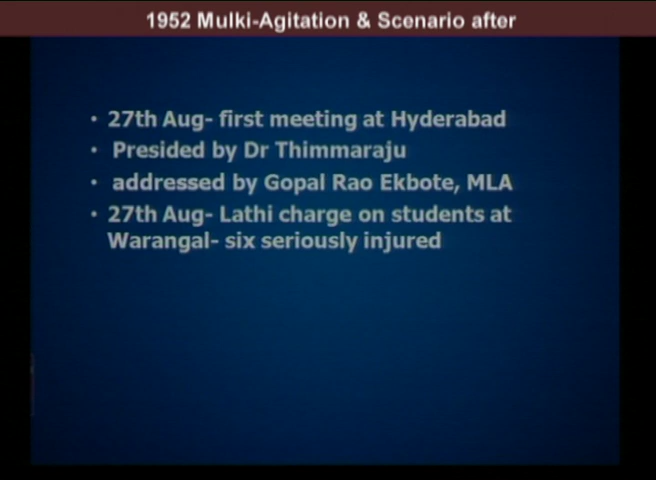 1952 Mulki-Agitation & Scenario after
• 27th Aug- first meeting at Hyderabad
• Presided by Dr Thimmaraju
• addressed by Gopal Rao Ekbote, MLA
• 27th Aug- Lathi charge on students at
Warangal- six seriously injured